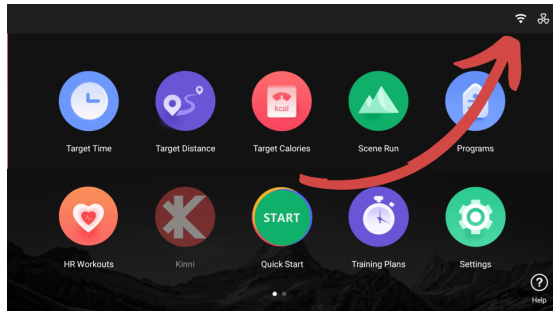 kcal
Target Time
Target Distance
Target Calories
Scene Run
Programs
START
HR Workouts
Kinni
Quick Start
Training Plans
Settings
?
Help